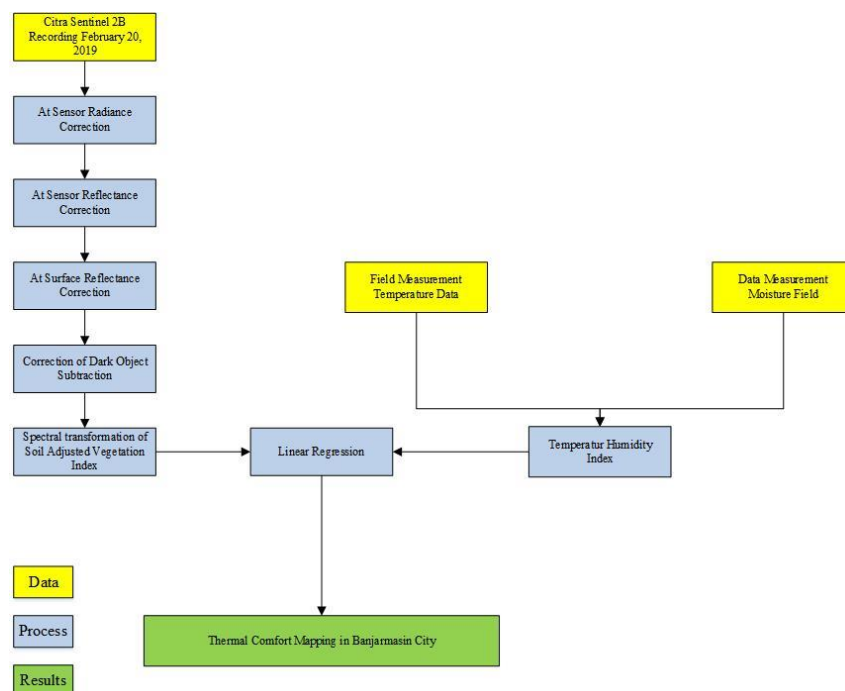 Citra Sentinel 2B
Recording February 20,
2019
At Sensor Radiance
Correction
At Sensor Reflectance
Correction
At Surface Reflectance
Correction
Field Measurement
Temperature Data
Data Measurement
Moisture Field
Correction of Dark Object
Subtraction
Spectral transformation of
Soil Adjusted Vegetation
Index
Linear Regression
Temperatur Humidity
Index
Data
Process
Thermal Comfort Mapping in Banjarmasin City
Results